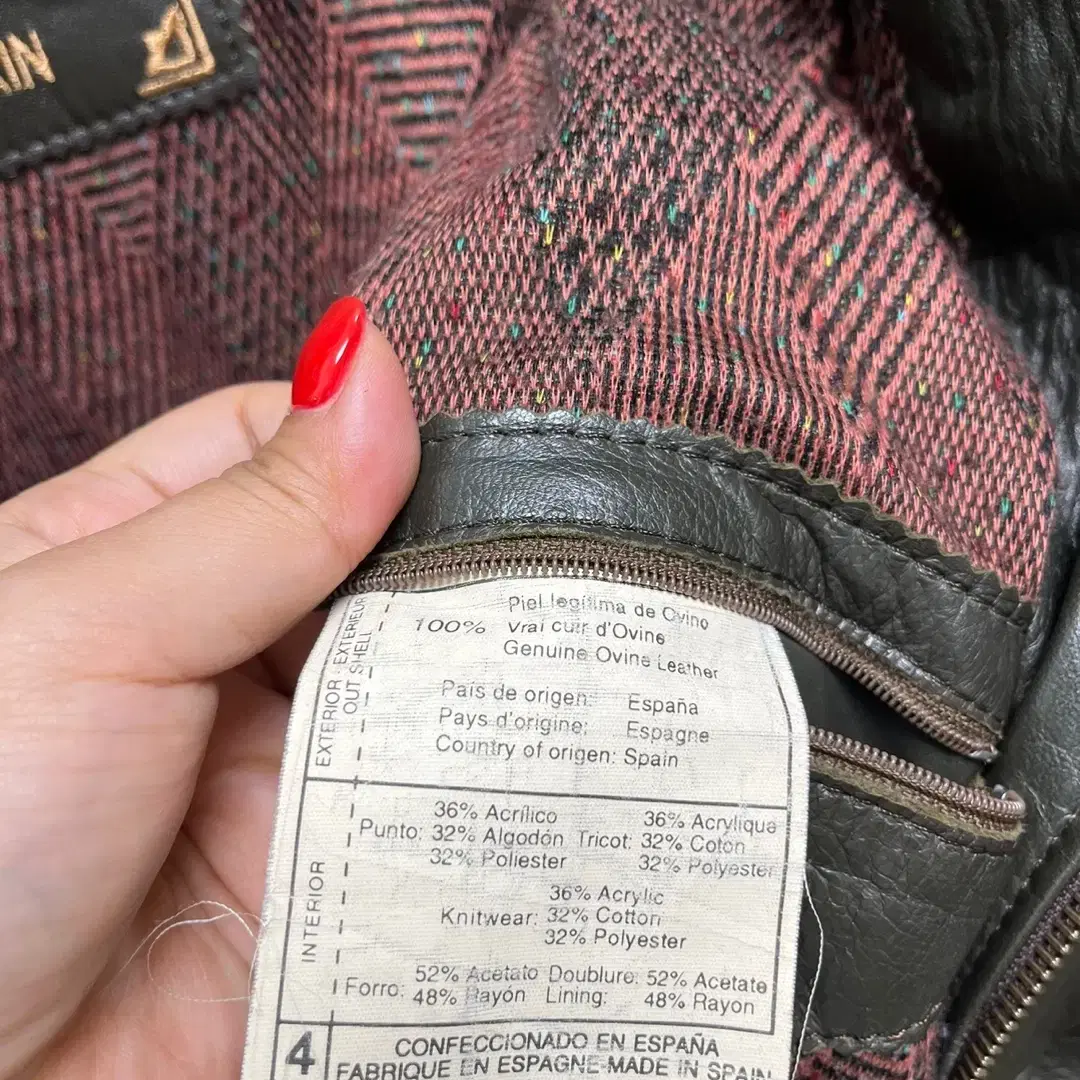 AIN
EXTERIOR-EXTERIEUR
OUT SHELL
Piel legítima de Ovino
100% Vrai cuir d'Ovine
Genuine Ovine Leather
País de origen: España
Pays d'origine: Espagne
Country of origen: Spain
INTERIOR
36% Acrílico 36% Acrylique
Punto: 32% Algodón Tricot: 32% Coton
32% Poliester 32% Polyester
36% Acrylic
Knitwear: 32% Cotton
32% Polyester
52% Acetato Doublure: 52% Acetate
Forro: 48% Rayón Lining: 48% Rayon
4
CONFECCIONADO EN ESPAÑA
FABRIQUE EN ESPAGNE-MADE IN SPAIN